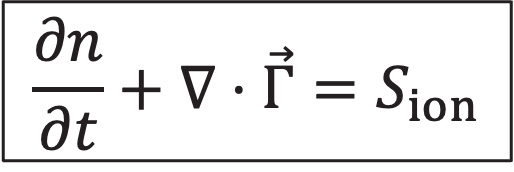 ∂n/∂t + ∇ · Γ⃗ = S_ion